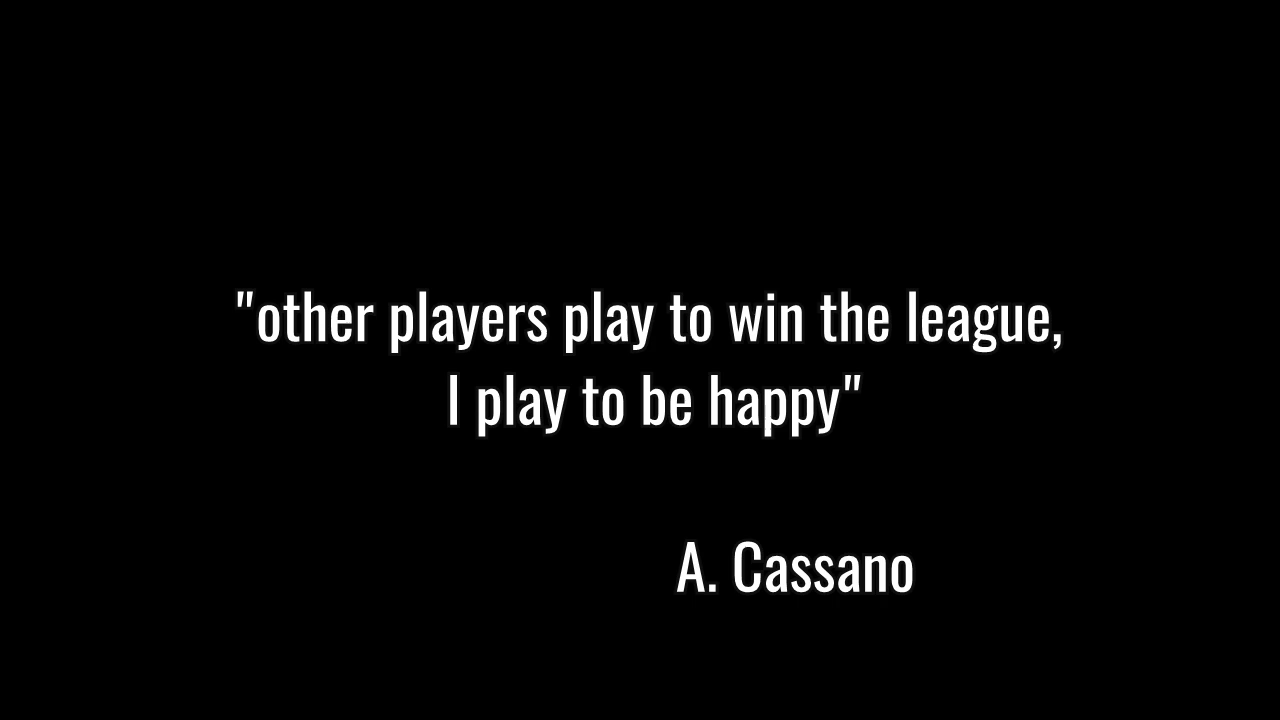 "other players play to win the league,
I play to be happy"
A. Cassano